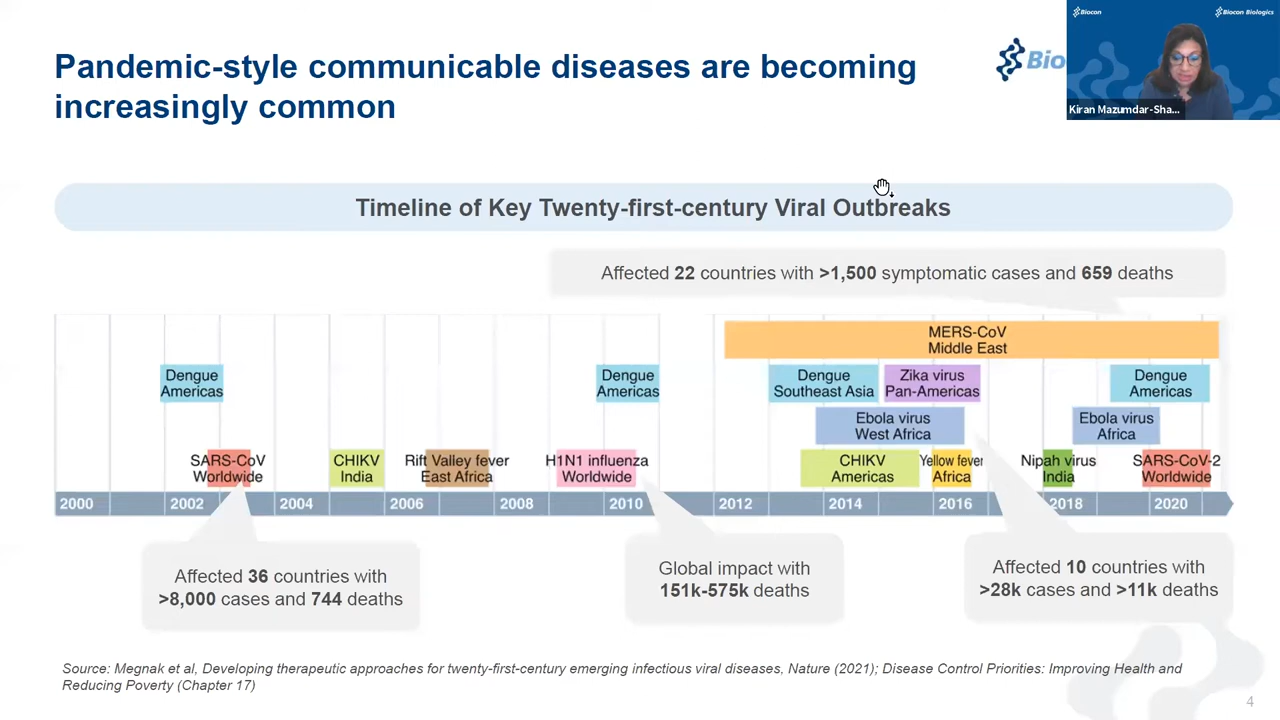 Pandemic-style communicable diseases are becoming
increasingly common
Bio
Biocon
Biocon Biologics
Kiran Mazumdar-Sha...
Timeline of Key Twenty-first-century Viral Outbreaks
Affected 22 countries with >1,500 symptomatic cases and 659 deaths
MERS-CoV
Middle East
Dengue
Americas
Dengue
Americas
Dengue
Southeast Asia
Zika virus
Pan-Americas
Dengue
Americas
Ebola virus
West Africa
Ebola virus
Africa
SARS-CoV
Worldwide
CHIKV
India
Rift Valley fever
East Africa
H1N1 influenza
Worldwide
CHIKV
Americas
Yellow fever
Africa
Nipah virus
India
SARS-CoV-2
Worldwide
2000 2002 2004 2006 2008 2010 2012 2014 2016 2018 2020
Affected 36 countries with
>8,000 cases and 744 deaths
Global impact with
151k-575k deaths
Affected 10 countries with
>28k cases and >11k deaths
Source: Megnak et al, Developing therapeutic approaches for twenty-first-century emerging infectious viral diseases, Nature (2021); Disease Control Priorities: Improving Health and
Reducing Poverty (Chapter 17)
4